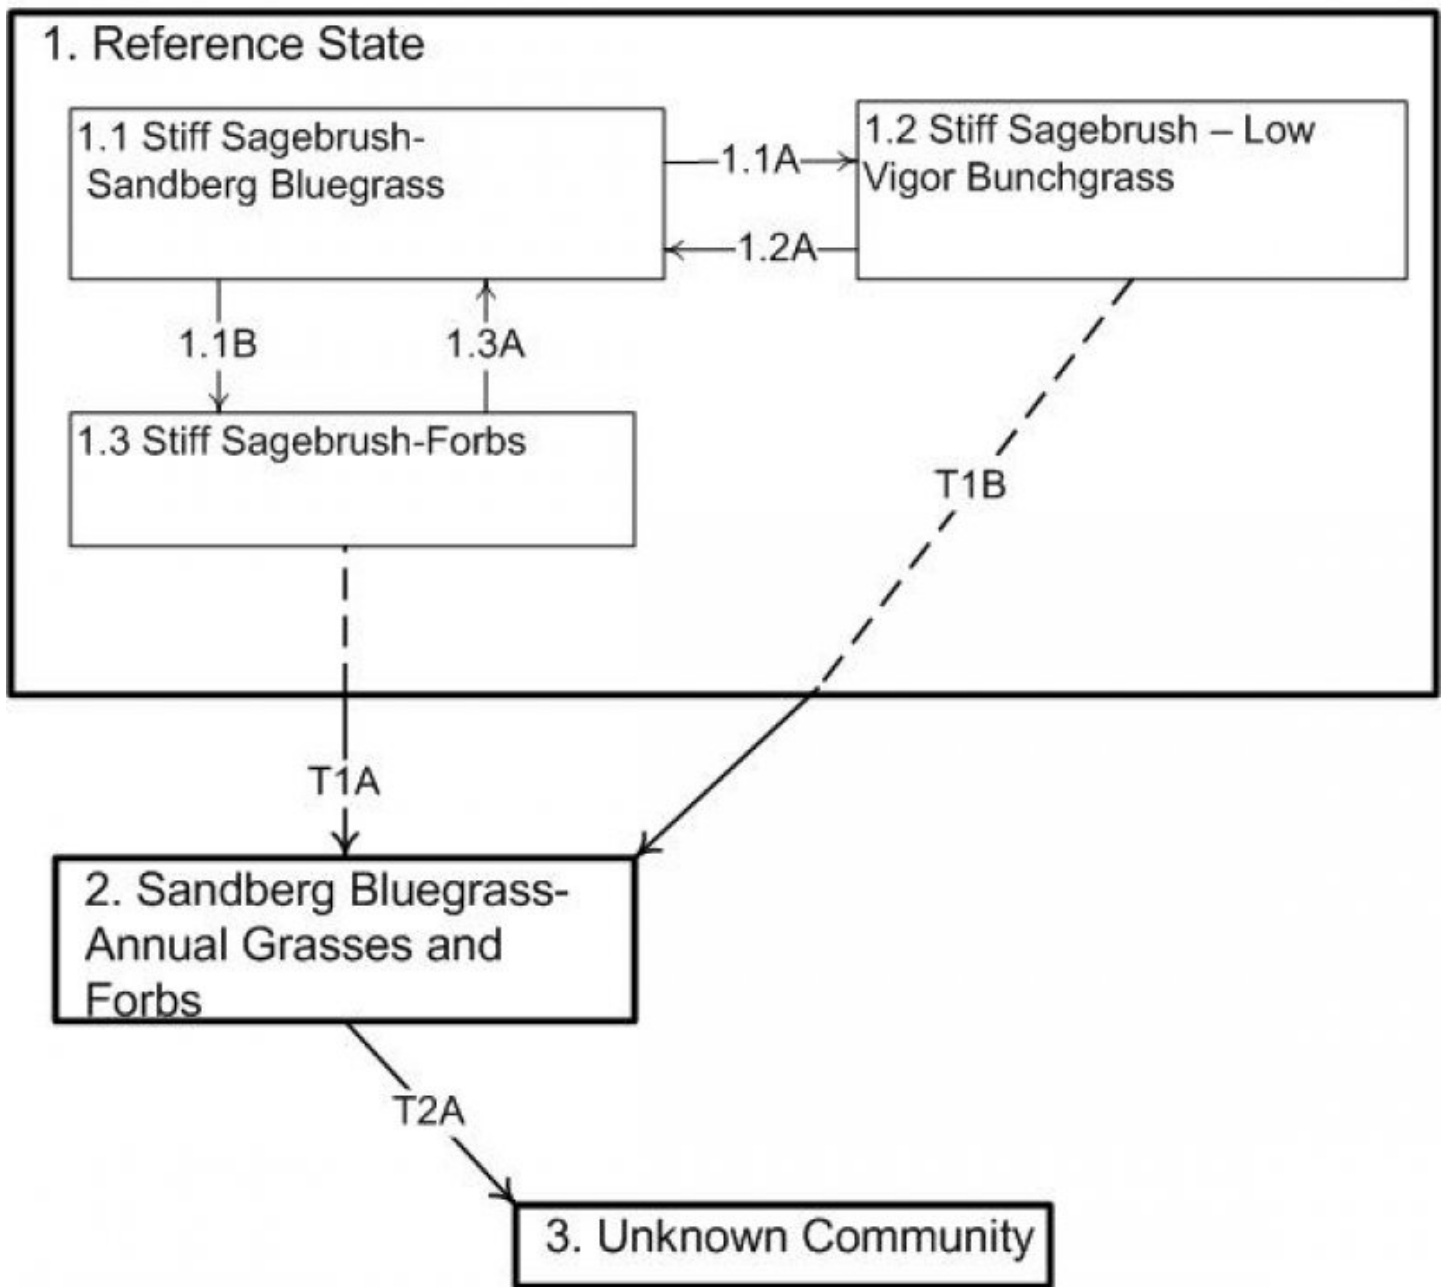 1. Reference State
1.1 Stiff Sagebrush-
Sandberg Bluegrass
1.1A
1.2 Stiff Sagebrush – Low
Vigor Bunchgrass
1.2A
1.1B
1.3A
1.3 Stiff Sagebrush-Forbs
T1B
T1A
2. Sandberg Bluegrass-
Annual Grasses and
Forbs
T2A
3. Unknown Community